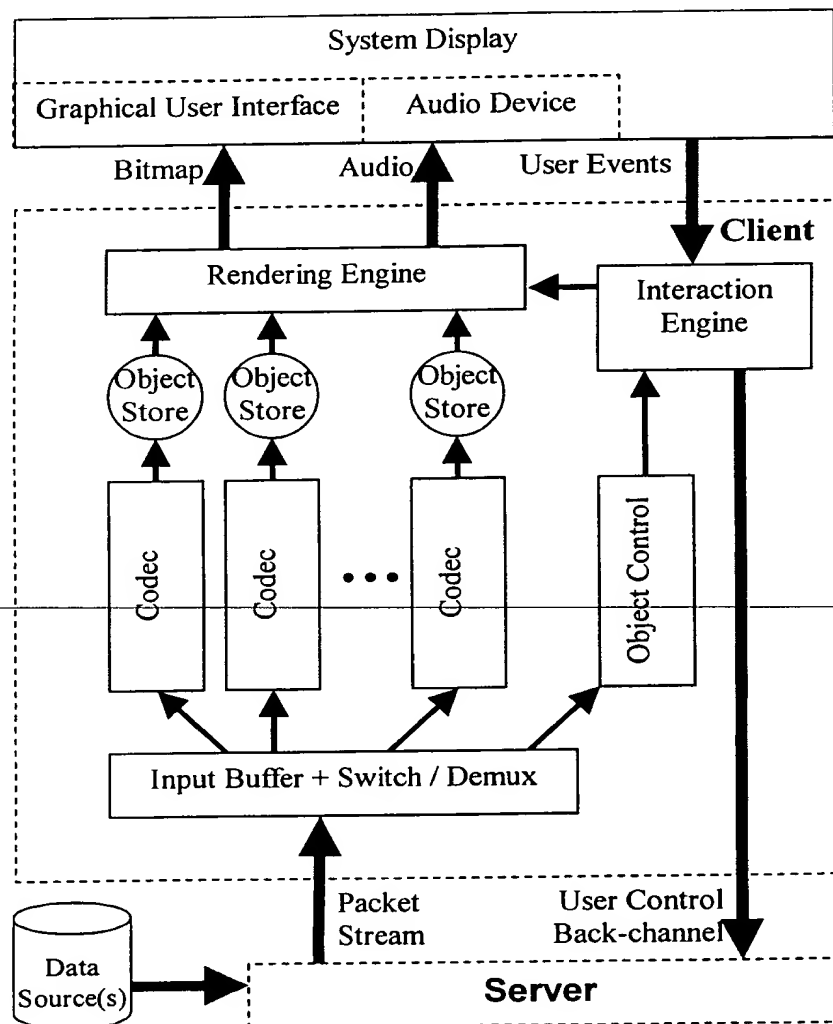 System Display
Graphical User Interface
Audio Device
Bitmap
Audio
User Events
Client
Rendering Engine
Interaction
Engine
Object
Store
Object
Store
Object
Store
Codec
Codec
Codec
Object Control
Input Buffer + Switch / Demux
Packet
Stream
User Control
Back-channel
Data
Source(s)
Server